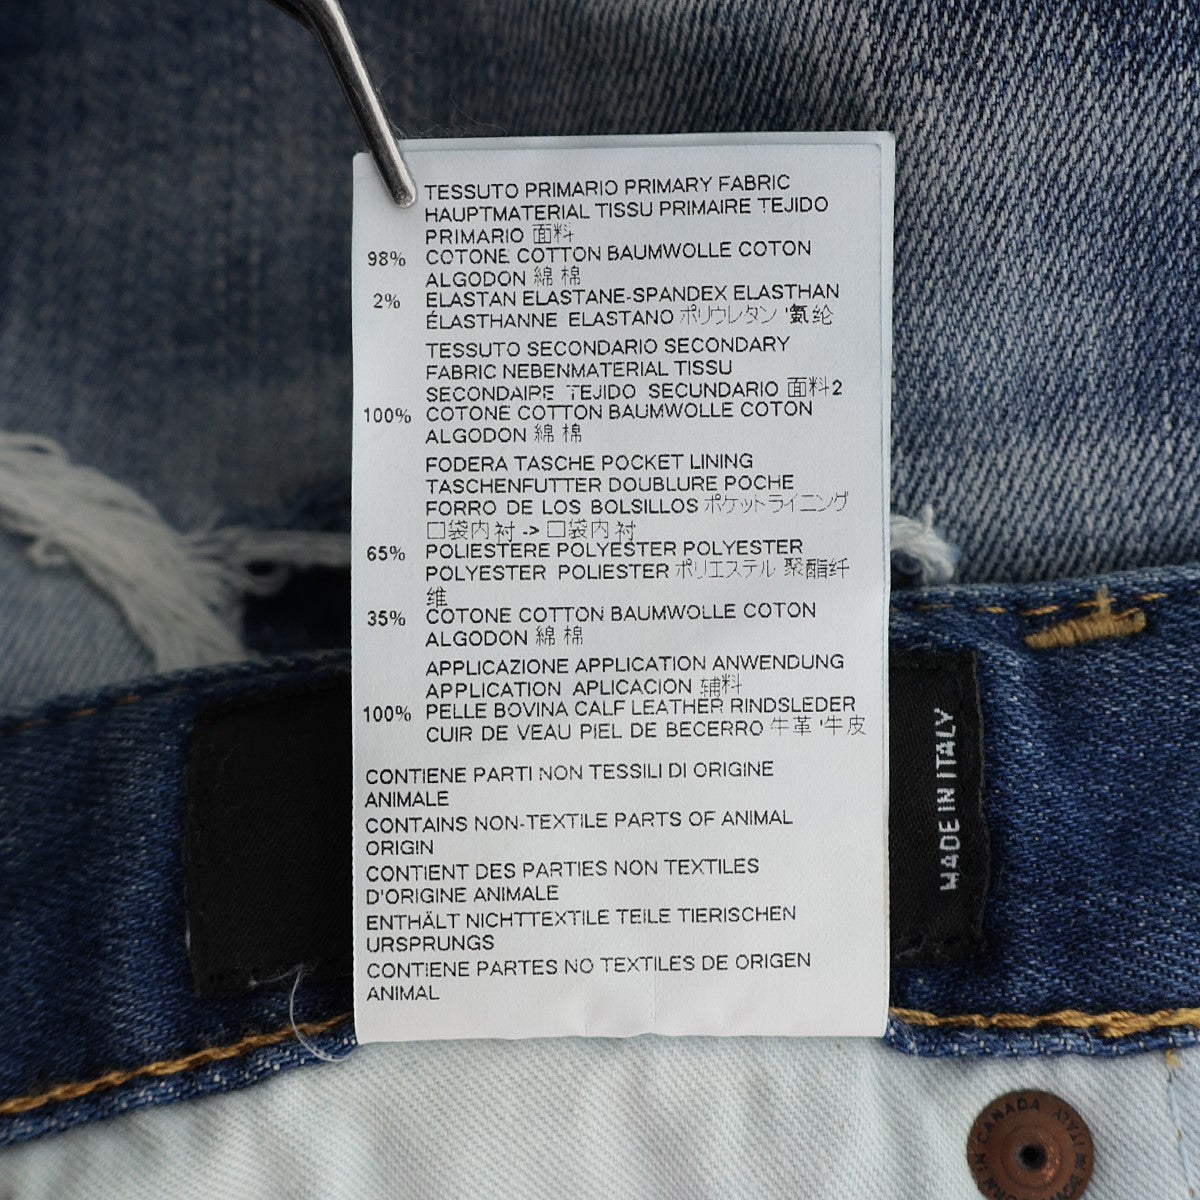 TESSUTO PRIMARIO PRIMARY FABRIC
HAUPTMATERIAL TISSU PRIMAIRE TEJIDO
PRIMARIO 面料
98% COTONE COTTON BAUMWOLLE COTON
ALGODON 綿 棉
2% ELASTAN ELASTANE-SPANDEX ELASTHAN
ÉLASTHANNE ELASTANO ポリウレタン '氨纶
TESSUTO SECONDARIO SECONDARY
FABRIC NEBENMATERIAL TISSU
SECONDAIRE TEJIDO SECUNDARIO 面料2
100% COTONE COTTON BAUMWOLLE COTON
ALGODON 綿 棉
FODERA TASCHE POCKET LINING
TASCHENFUTTER DOUBLURE POCHE
FORRO DE LOS BOLSILLOS ポケットライニング
口袋内衬 -> 口袋内衬
65% POLIESTERE POLYESTER POLYESTER
POLYESTER POLIESTER ポリエステル 聚酯纤
维
35% COTONE COTTON BAUMWOLLE COTON
ALGODON 綿 棉
APPLICAZIONE APPLICATION ANWENDUNG
APPLICATION APLICACION 辅料
100% PELLE BOVINA CALF LEATHER RINDSLEDER
CUIR DE VEAU PIEL DE BECERRO 牛革 '牛皮
CONTIENE PARTI NON TESSILI DI ORIGINE
ANIMALE
CONTAINS NON-TEXTILE PARTS OF ANIMAL
ORIGIN
CONTIENT DES PARTIES NON TEXTILES
D'ORIGINE ANIMALE
ENTHÄLT NICHTTEXTILE TEILE TIERISCHEN
URSPRUNGS
CONTIENE PARTES NO TEXTILES DE ORIGEN
ANIMAL
MADE IN ITALY
IN CANADA ITALY